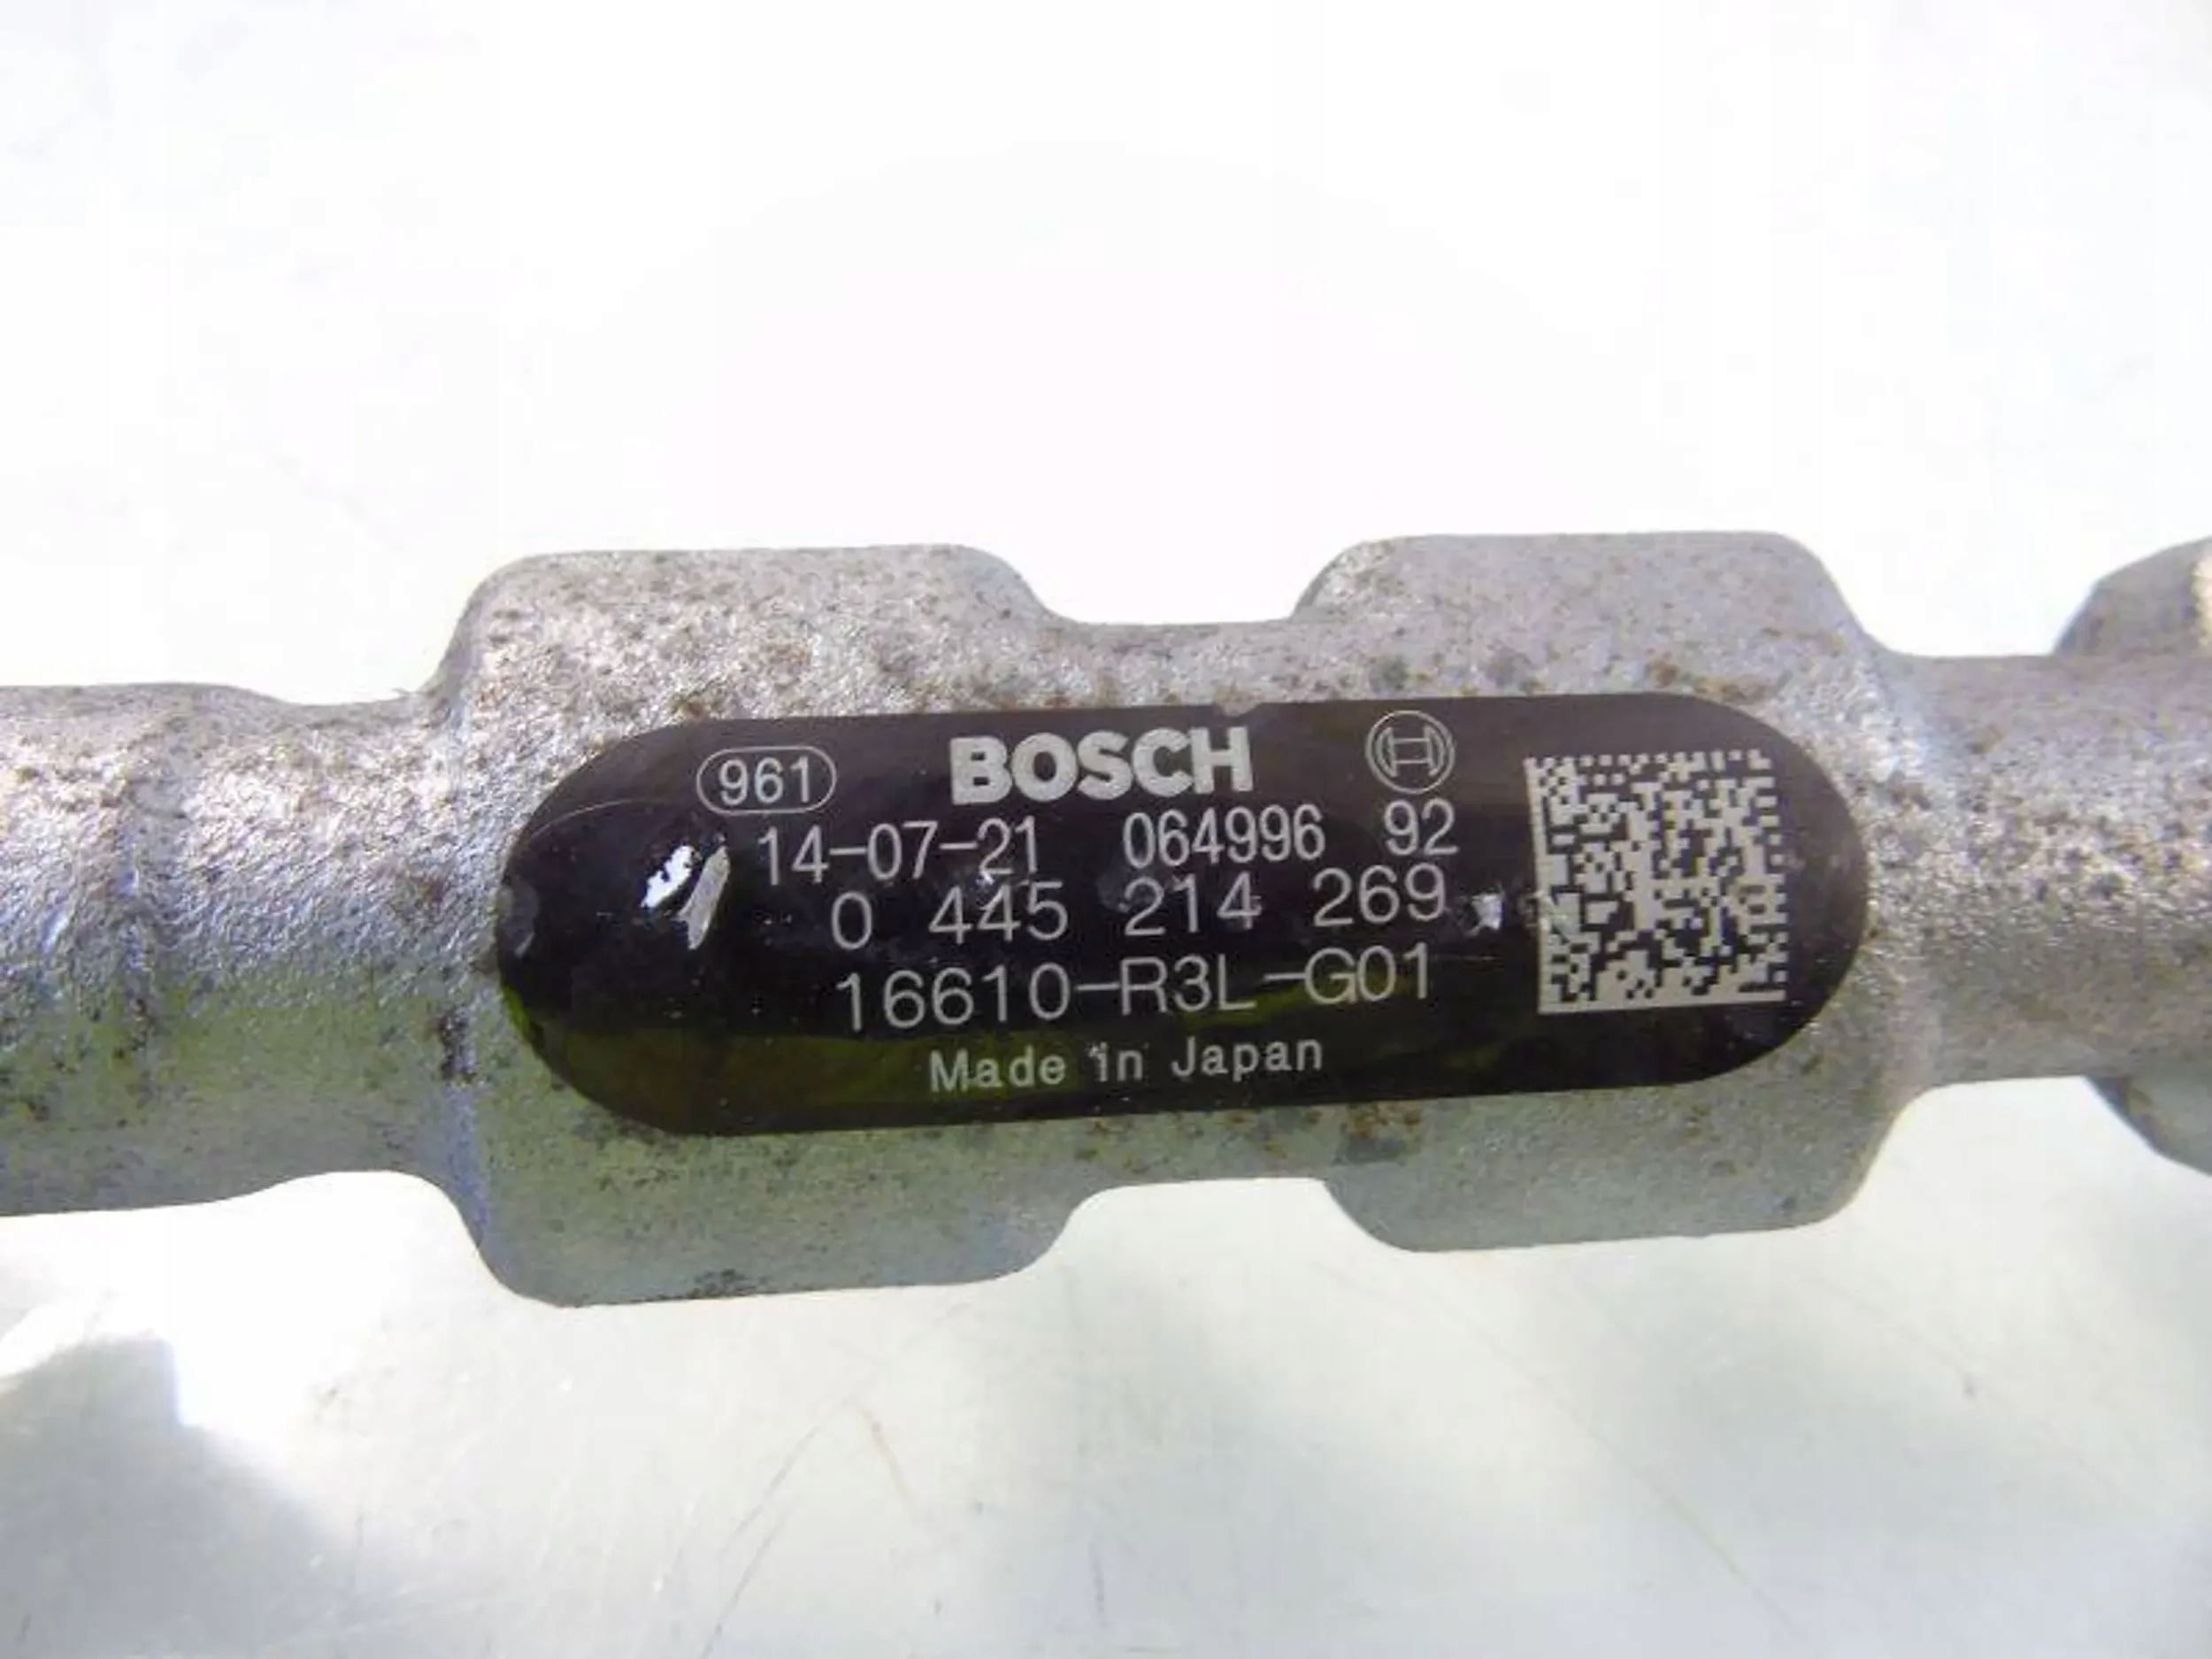 961 BOSCH
14-07-21 064996 92
0 445 214 269
16610-R3L-G01
Made in Japan